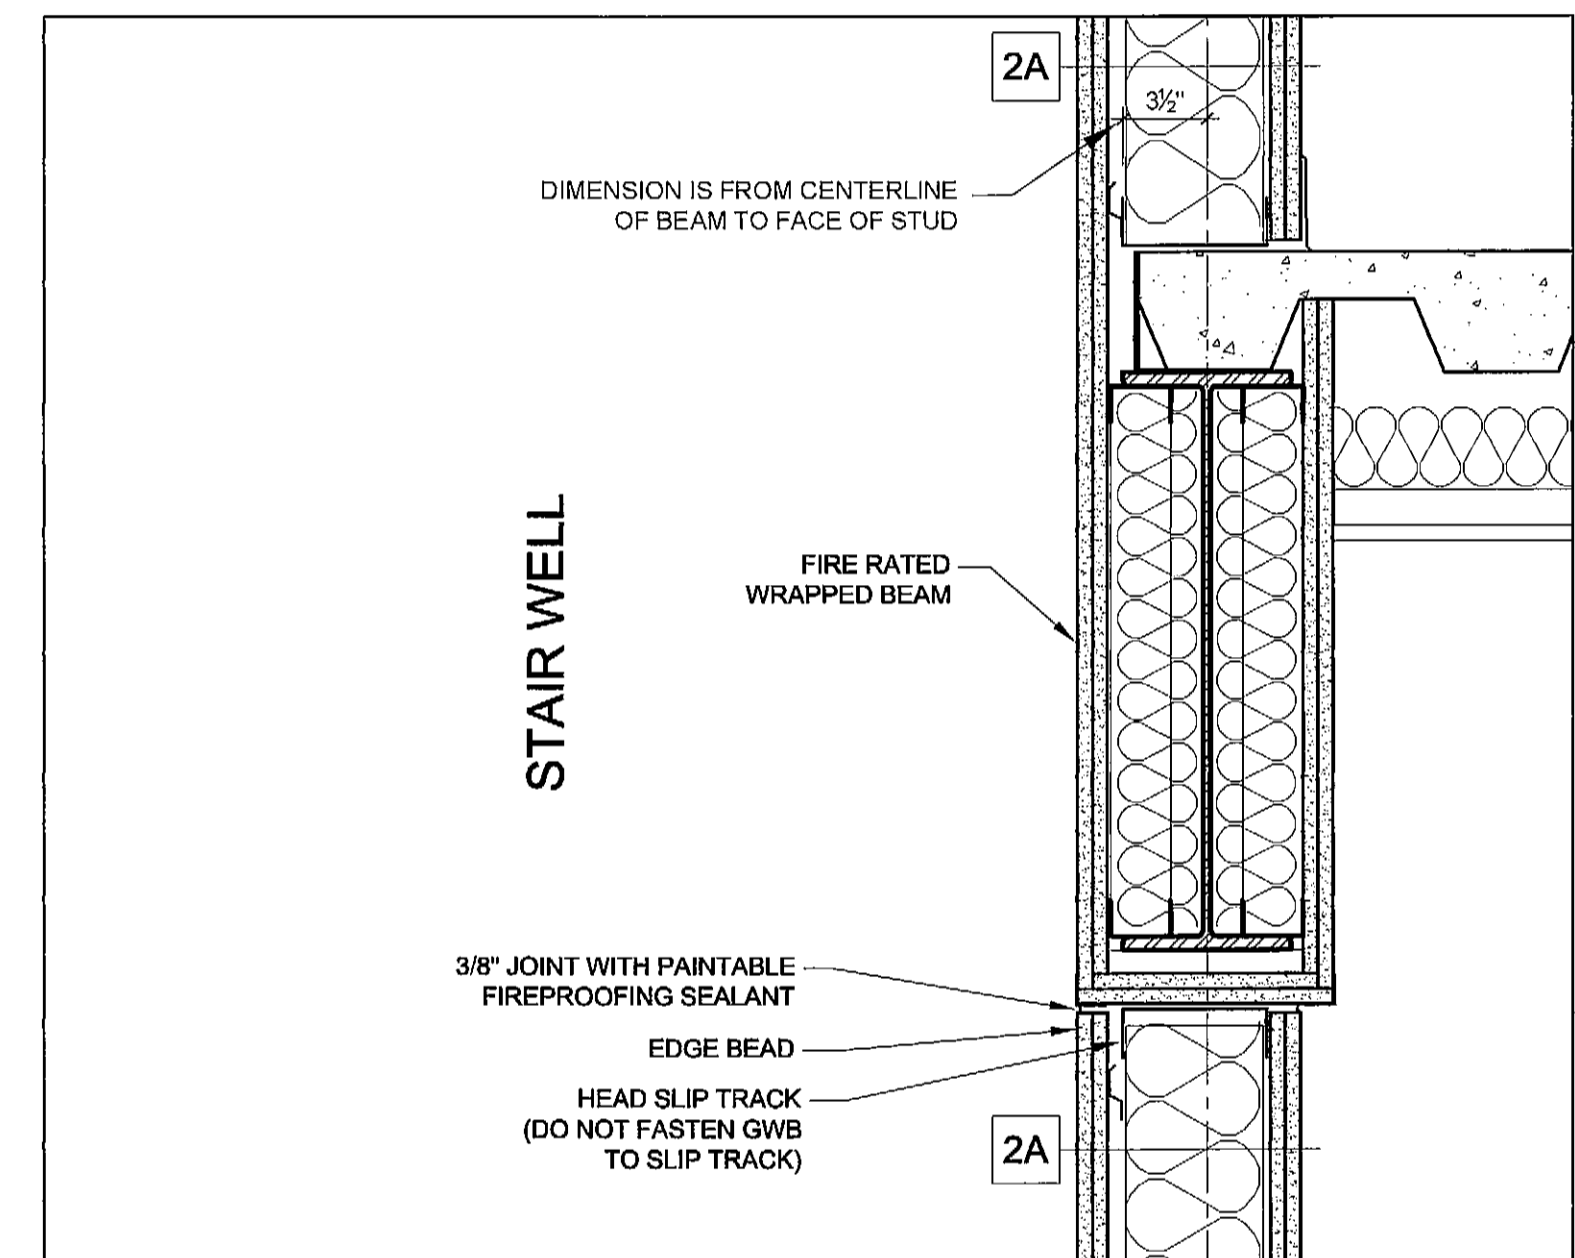 2A
3½"
DIMENSION IS FROM CENTERLINE
OF BEAM TO FACE OF STUD
STAIR WELL
FIRE RATED
WRAPPED BEAM
3/8" JOINT WITH PAINTABLE
FIREPROOFING SEALANT
EDGE BEAD
HEAD SLIP TRACK
(DO NOT FASTEN GWB
TO SLIP TRACK)
2A